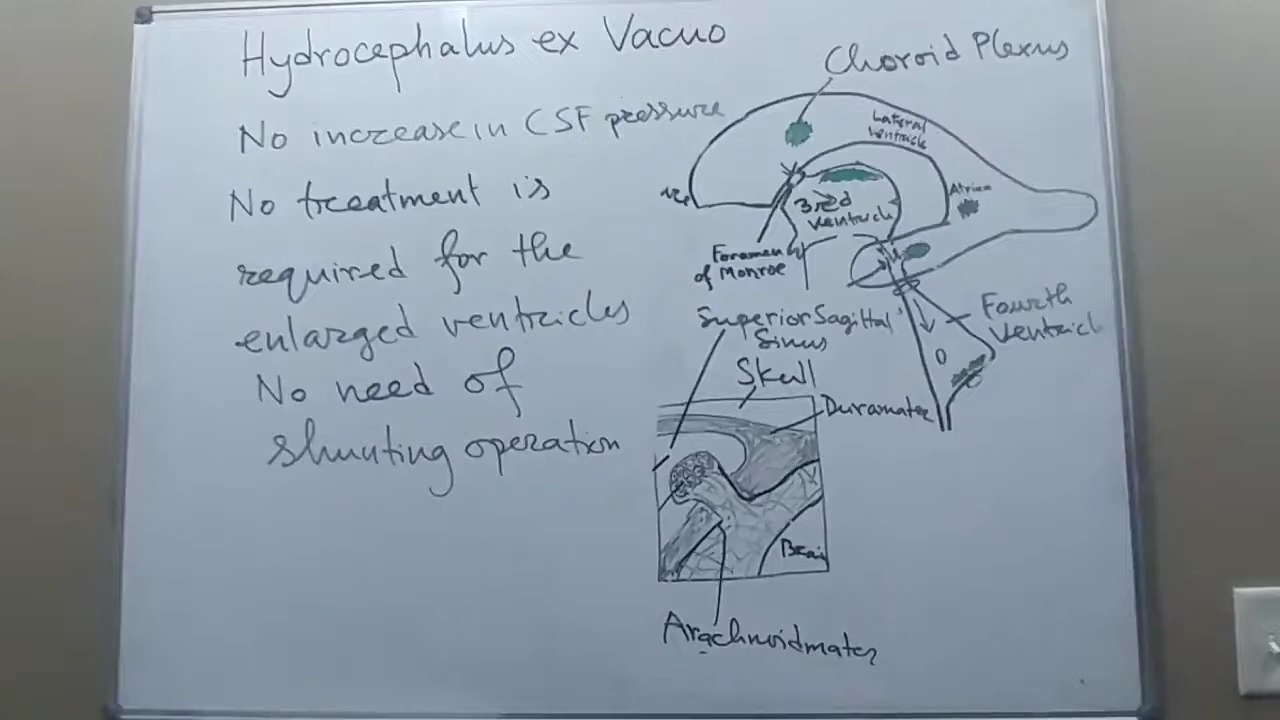 Hydrocephalus ex Vacuo
No increase in CSF pressure
No treatment is
required for the
enlarged ventricles
No need of
shunting operation
Choroid Plexus
Lateral
Ventricle
Atrium
3rd
Ventricle
Foramen
of Monroe
Superior Sagittal
Sinus
Fourth
Ventricl
Skull
Duramater
Brain
Arachnoidmater